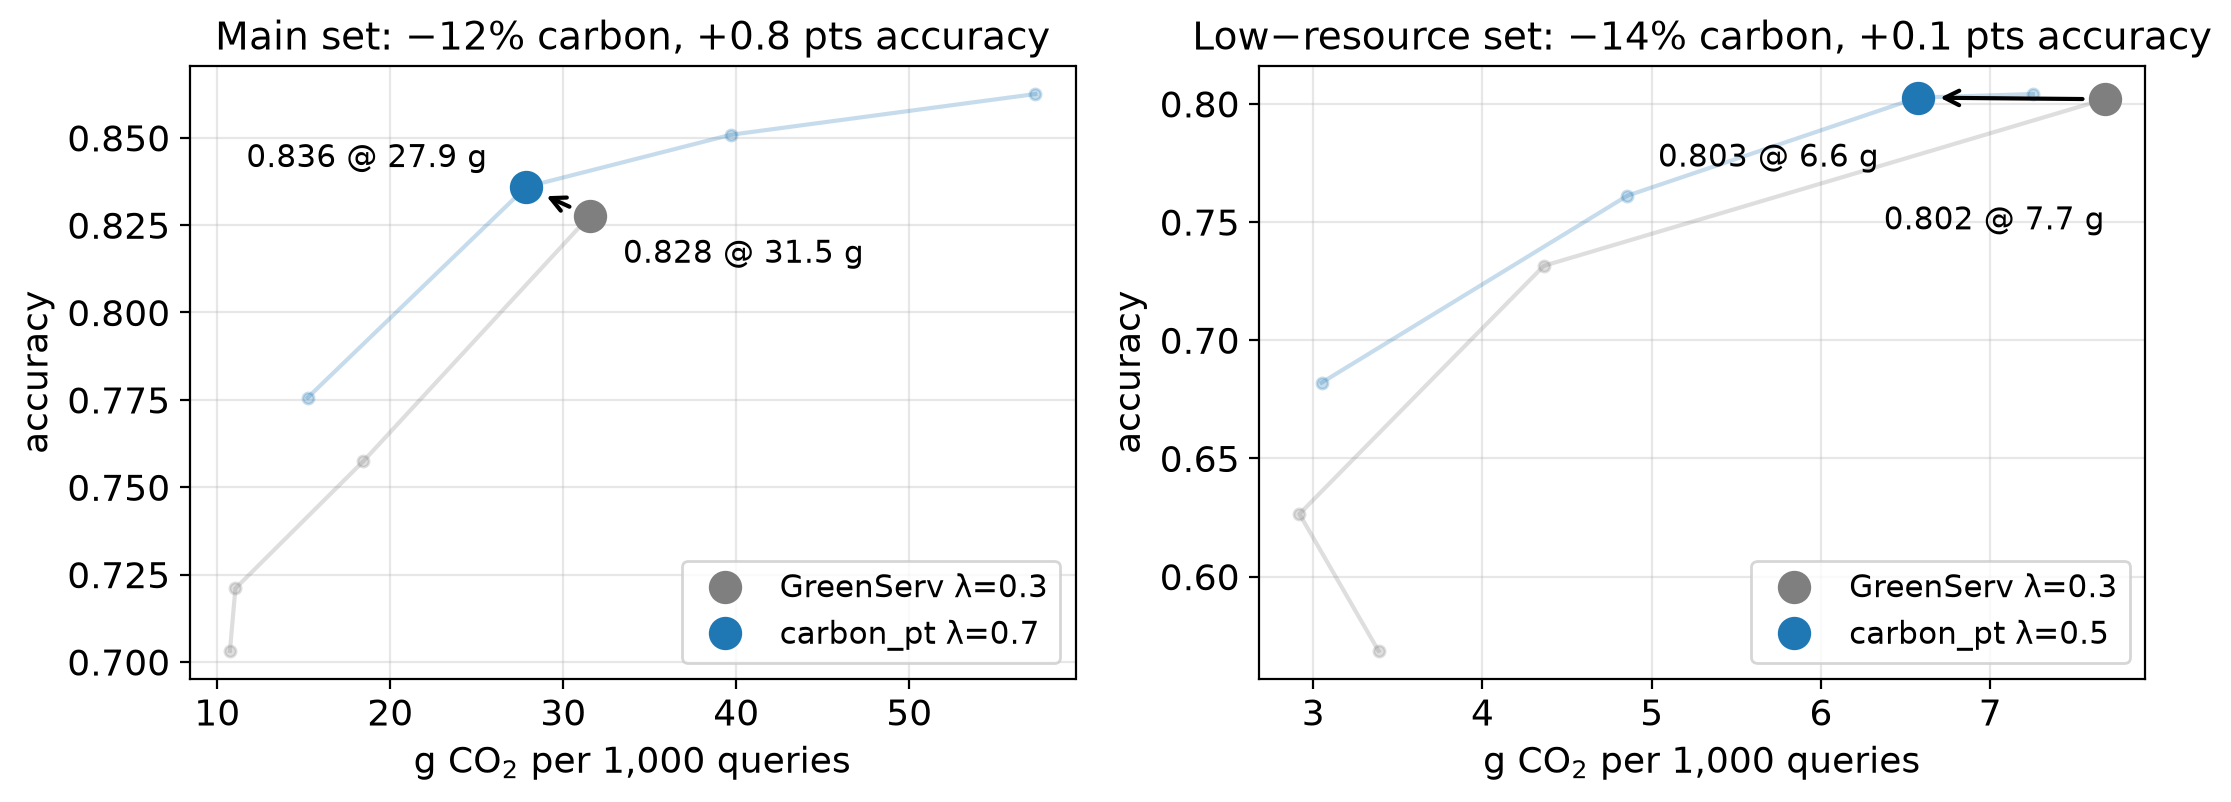 Main set: −12% carbon, +0.8 pts accuracy
0.850
0.825
0.800
0.775
0.750
0.725
0.700
accuracy
0.836 @ 27.9 g
0.828 @ 31.5 g
GreenServ λ=0.3
carbon_pt λ=0.7
10 20 30 40 50
g CO₂ per 1,000 queries
Low−resource set: −14% carbon, +0.1 pts accuracy
0.80
0.75
0.70
0.65
0.60
accuracy
0.803 @ 6.6 g
0.802 @ 7.7 g
GreenServ λ=0.3
carbon_pt λ=0.5
3 4 5 6 7
g CO₂ per 1,000 queries